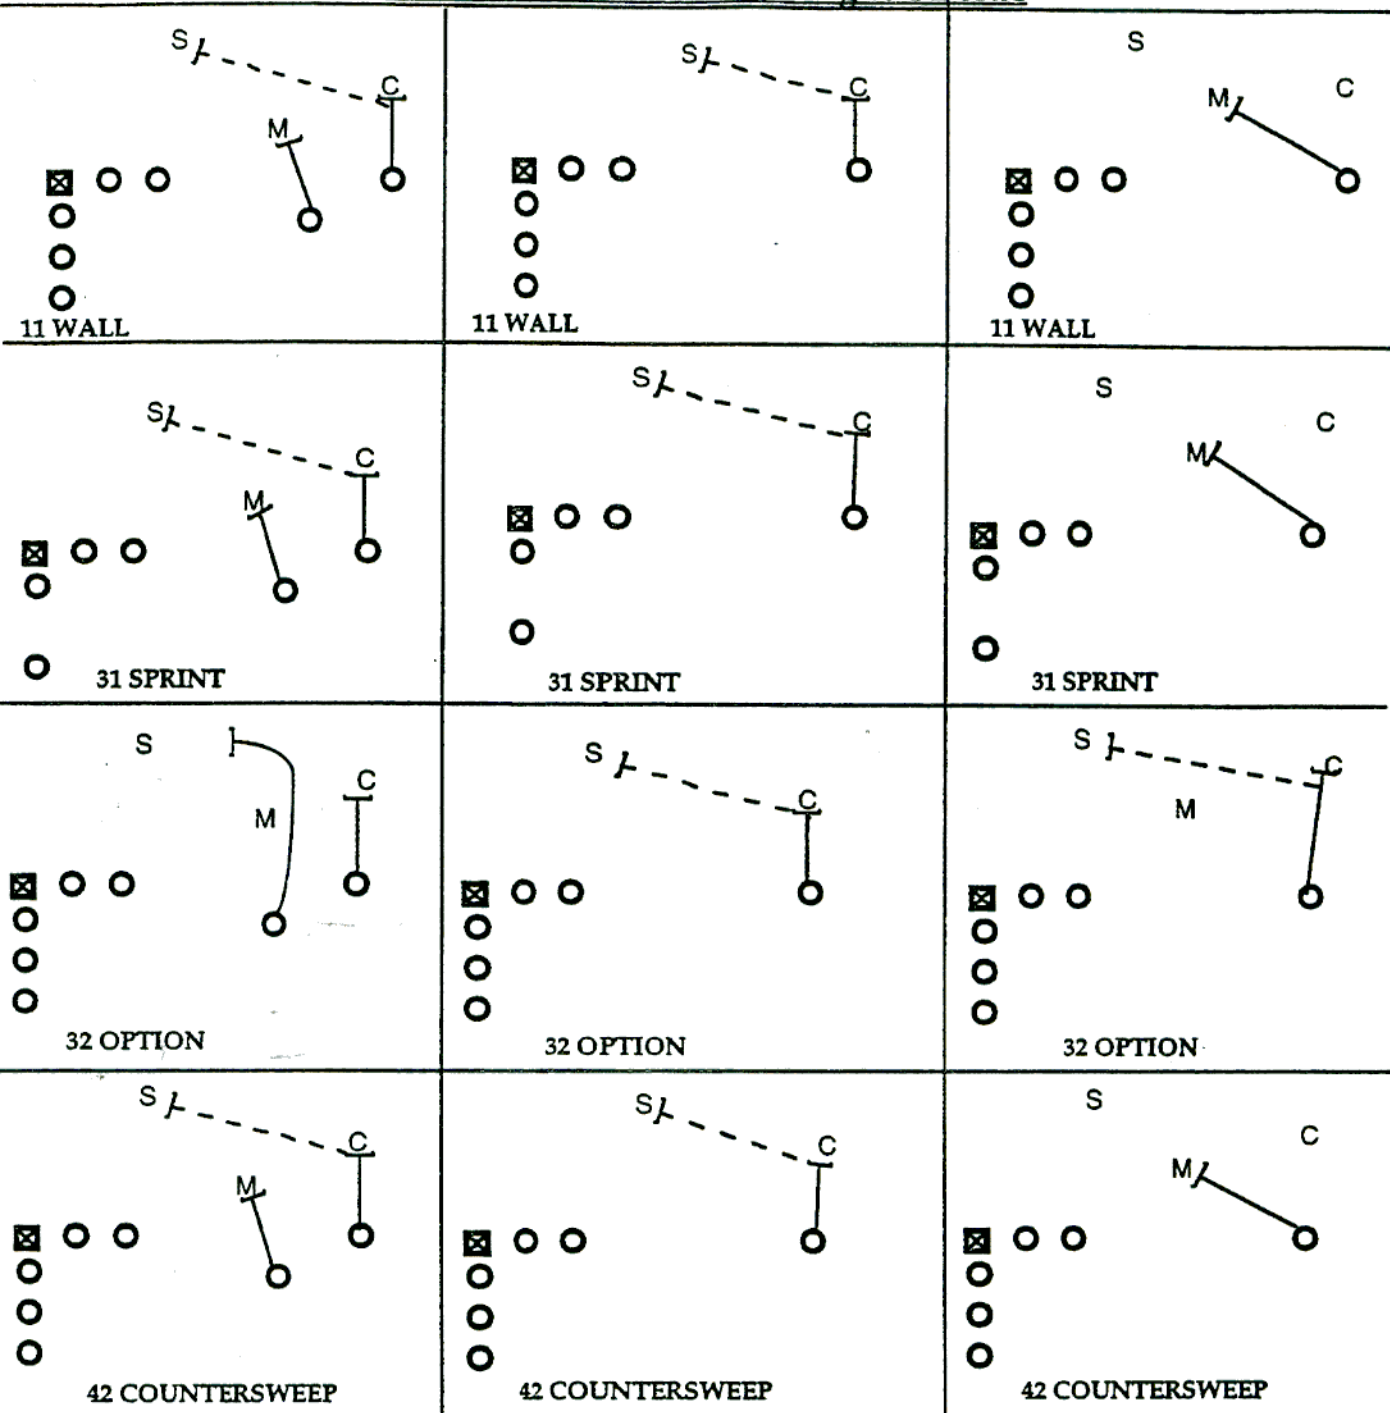 S C S C S
M M C
11 WALL 11 WALL 11 WALL
S S S
C C C
M M
31 SPRINT 31 SPRINT 31 SPRINT
S S S
C C C
M M
32 OPTION 32 OPTION 32 OPTION
S S S
C C C
M M
42 COUNTERSWEEP 42 COUNTERSWEEP 42 COUNTERSWEEP